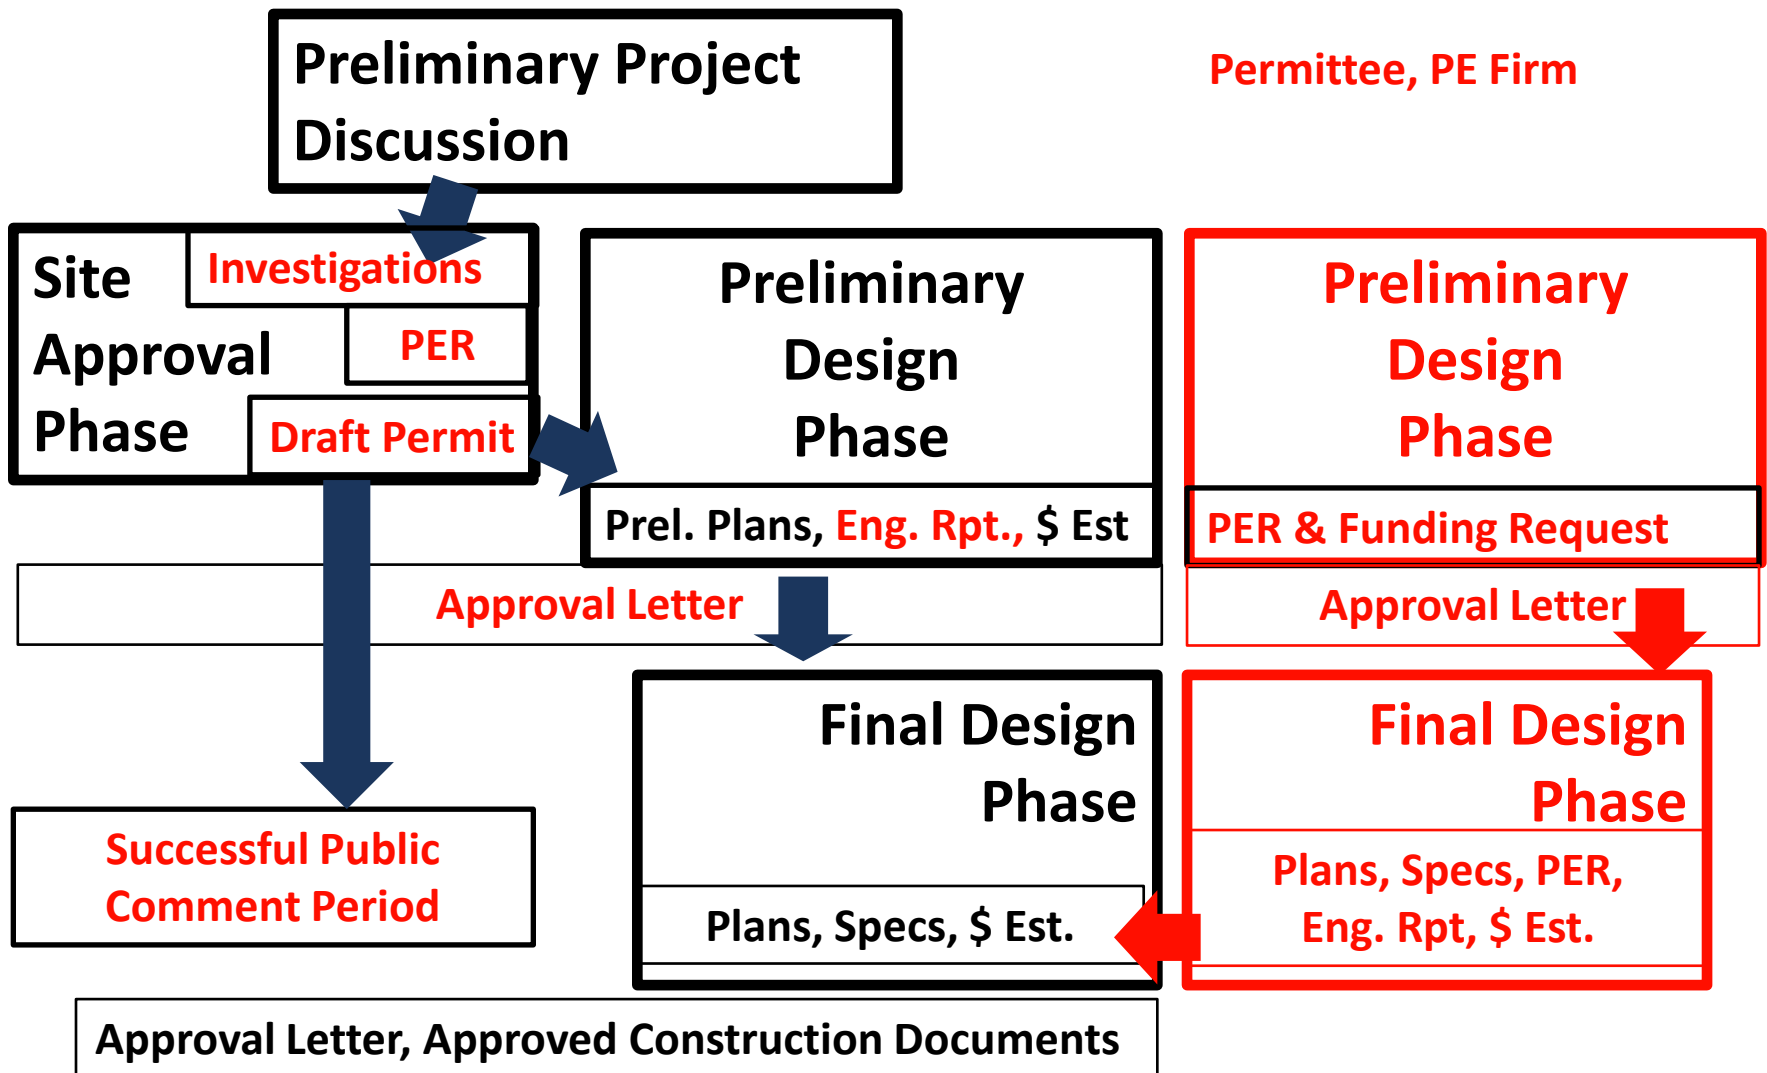 Preliminary Project
Discussion
Permittee, PE Firm
Site
Approval
Phase
Investigations
PER
Draft Permit
Preliminary
Design
Phase
Prel. Plans, Eng. Rpt., $ Est
Preliminary
Design
Phase
PER & Funding Request
Approval Letter
Approval Letter
Final Design
Phase
Plans, Specs, $ Est.
Final Design
Phase
Plans, Specs, PER,
Eng. Rpt, $ Est.
Successful Public
Comment Period
Approval Letter, Approved Construction Documents